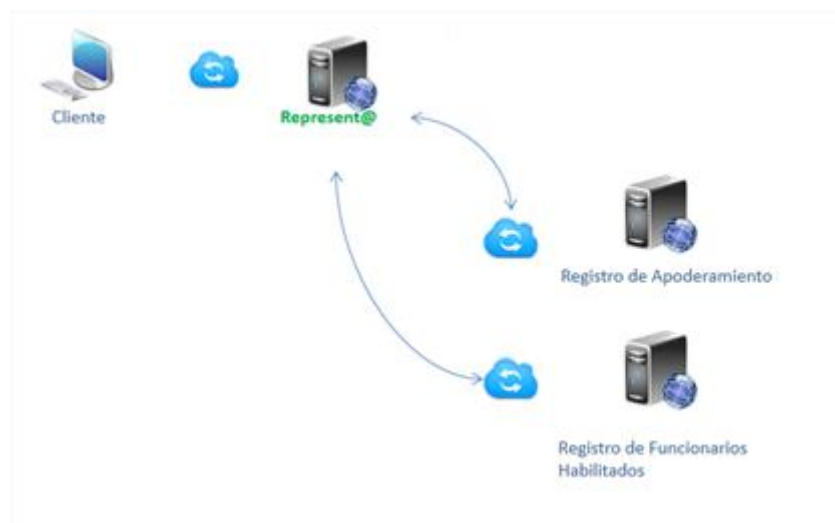 Cliente
Represent@
Registro de Apoderamiento
Registro de Funcionarios
Habilitados